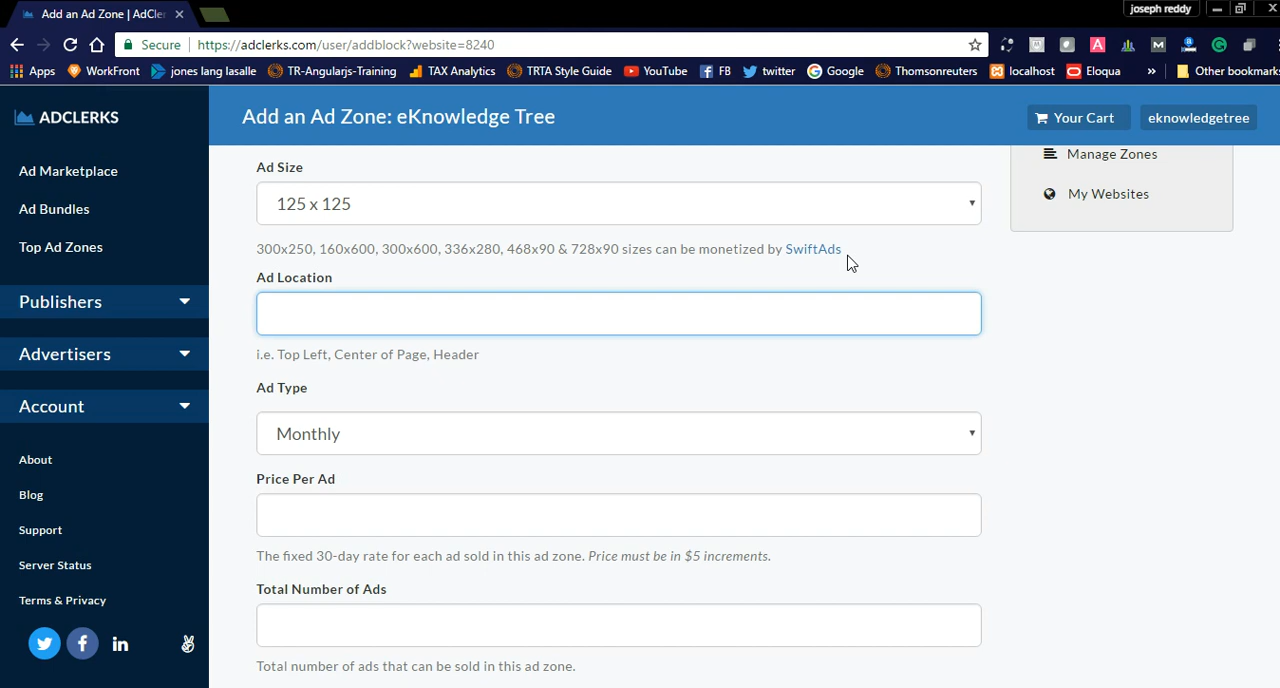 Add an Ad Zone | AdCle
joseph reddy
Secure
https://adclerks.com/user/addblock?website=8240
Apps WorkFront jones lang lasalle TR-Angularjs-Training TAX Analytics TRTA Style Guide YouTube FB twitter Google Thomsonreuters localhost Eloqua » Other bookmark
ADCLERKS
Add an Ad Zone: eKnowledge Tree
Your Cart
eknowledgetree
Ad Marketplace
Ad Bundles
Top Ad Zones
Publishers
Advertisers
Account
About
Blog
Support
Server Status
Terms & Privacy
Ad Size
125 x 125
300x250, 160x600, 300x600, 336x280, 468x90 & 728x90 sizes can be monetized by SwiftAds
Ad Location
i.e. Top Left, Center of Page, Header
Ad Type
Monthly
Price Per Ad
The fixed 30-day rate for each ad sold in this ad zone. Price must be in $5 increments.
Total Number of Ads
Total number of ads that can be sold in this ad zone.
Manage Zones
My Websites